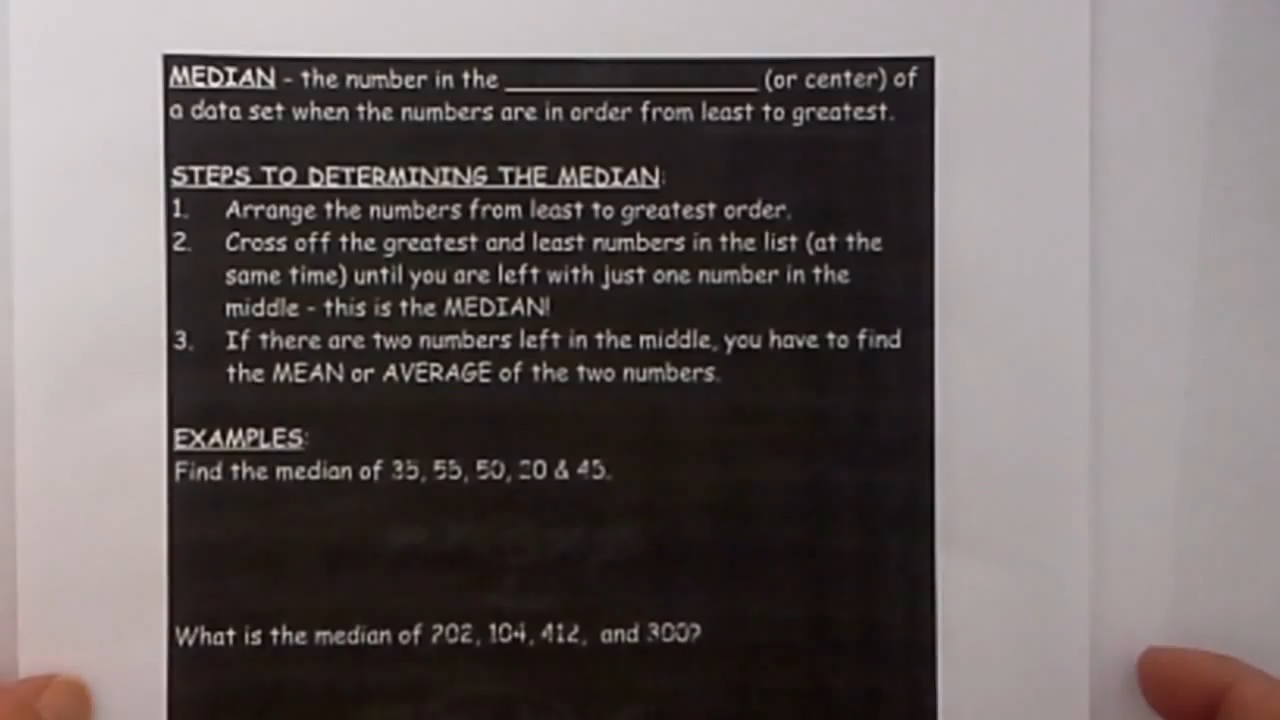 MEDIAN - the number in the ____________________ (or center) of
a data set when the numbers are in order from least to greatest.
STEPS TO DETERMINING THE MEDIAN:
1. Arrange the numbers from least to greatest order.
2. Cross off the greatest and least numbers in the list (at the
same time) until you are left with just one number in the
middle - this is the MEDIAN!
3. If there are two numbers left in the middle, you have to find
the MEAN or AVERAGE of the two numbers.
EXAMPLES:
Find the median of 35, 55, 50, 20 & 45.
What is the median of 202, 104, 412, and 300?